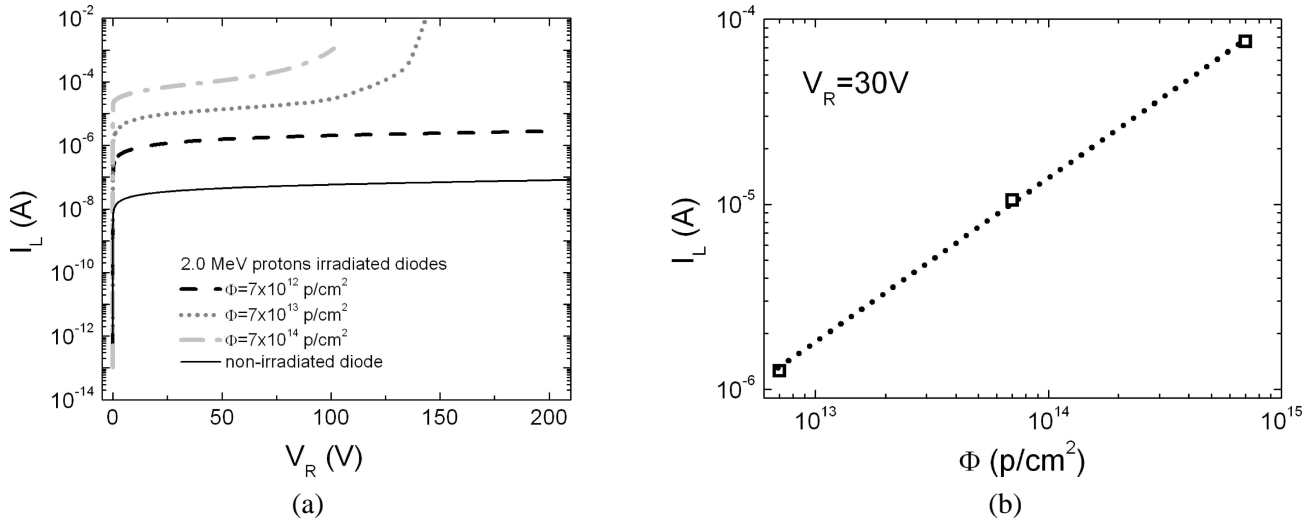 10^-2
10^-4
10^-6
10^-8
10^-10
10^-12
10^-14
I_L (A)
2.0 MeV protons irradiated diodes
Φ=7x10^12 p/cm^2
Φ=7x10^13 p/cm^2
Φ=7x10^14 p/cm^2
non-irradiated diode
0 50 100 150 200
V_R (V)
(a)
10^-4
10^-5
10^-6
I_L (A)
V_R=30V
10^13 10^14 10^15
Φ (p/cm^2)
(b)